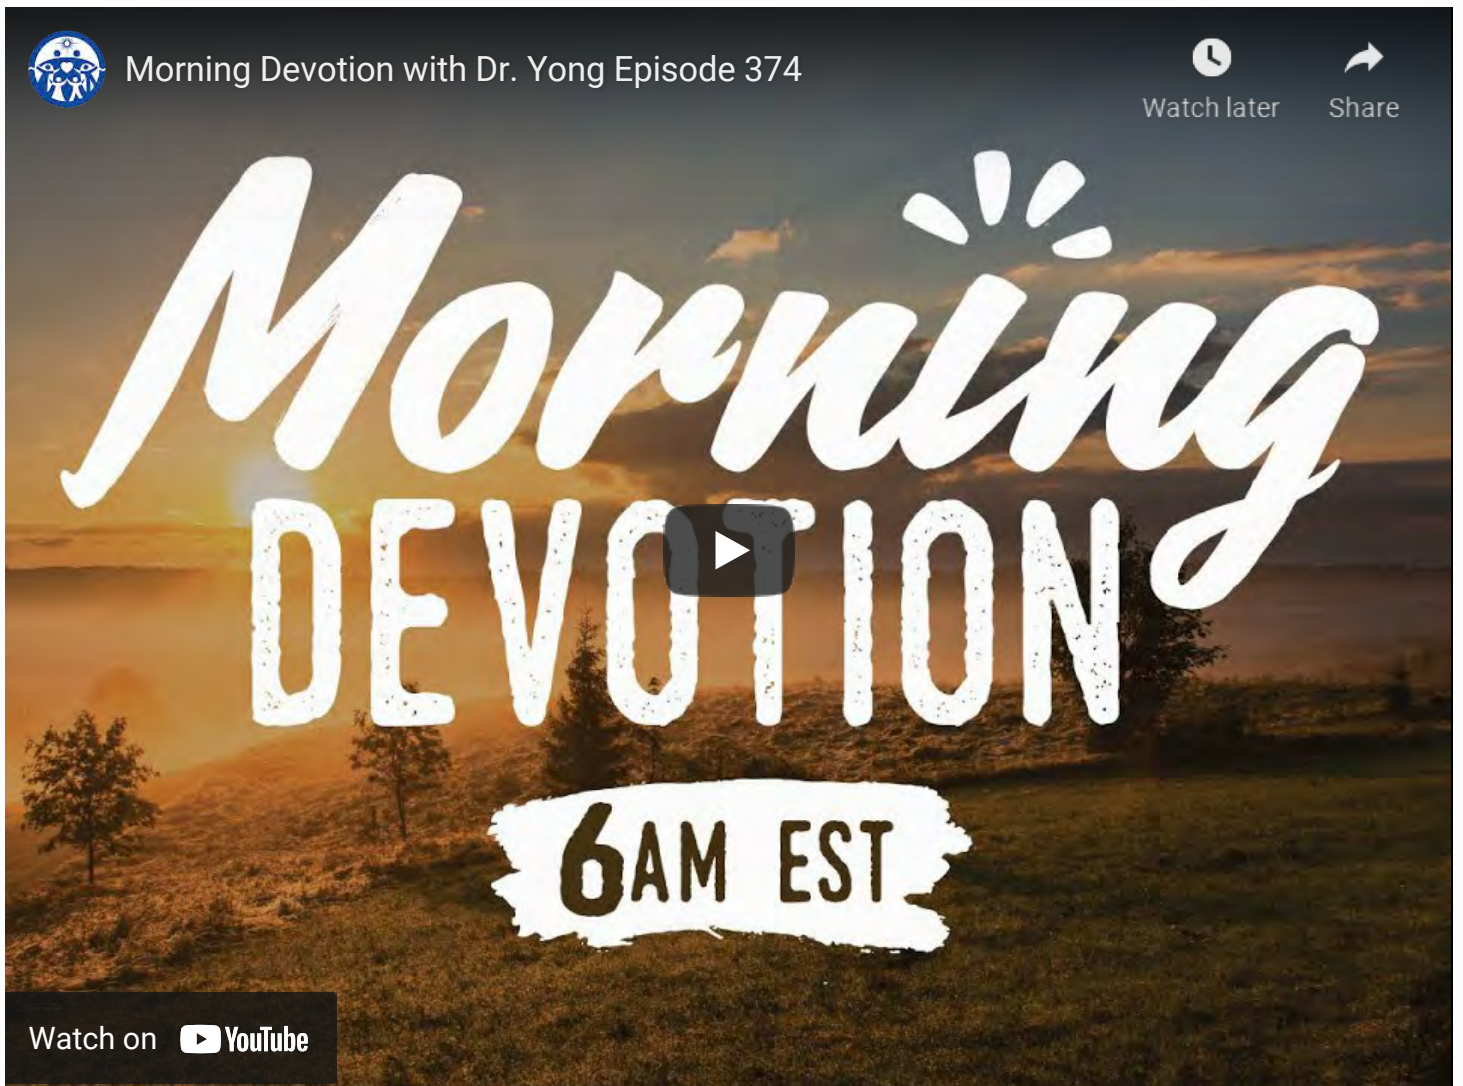 Morning Devotion with Dr. Yong Episode 374
Watch later
Share
Morning
DEVOTION
6AM EST
Watch on YouTube